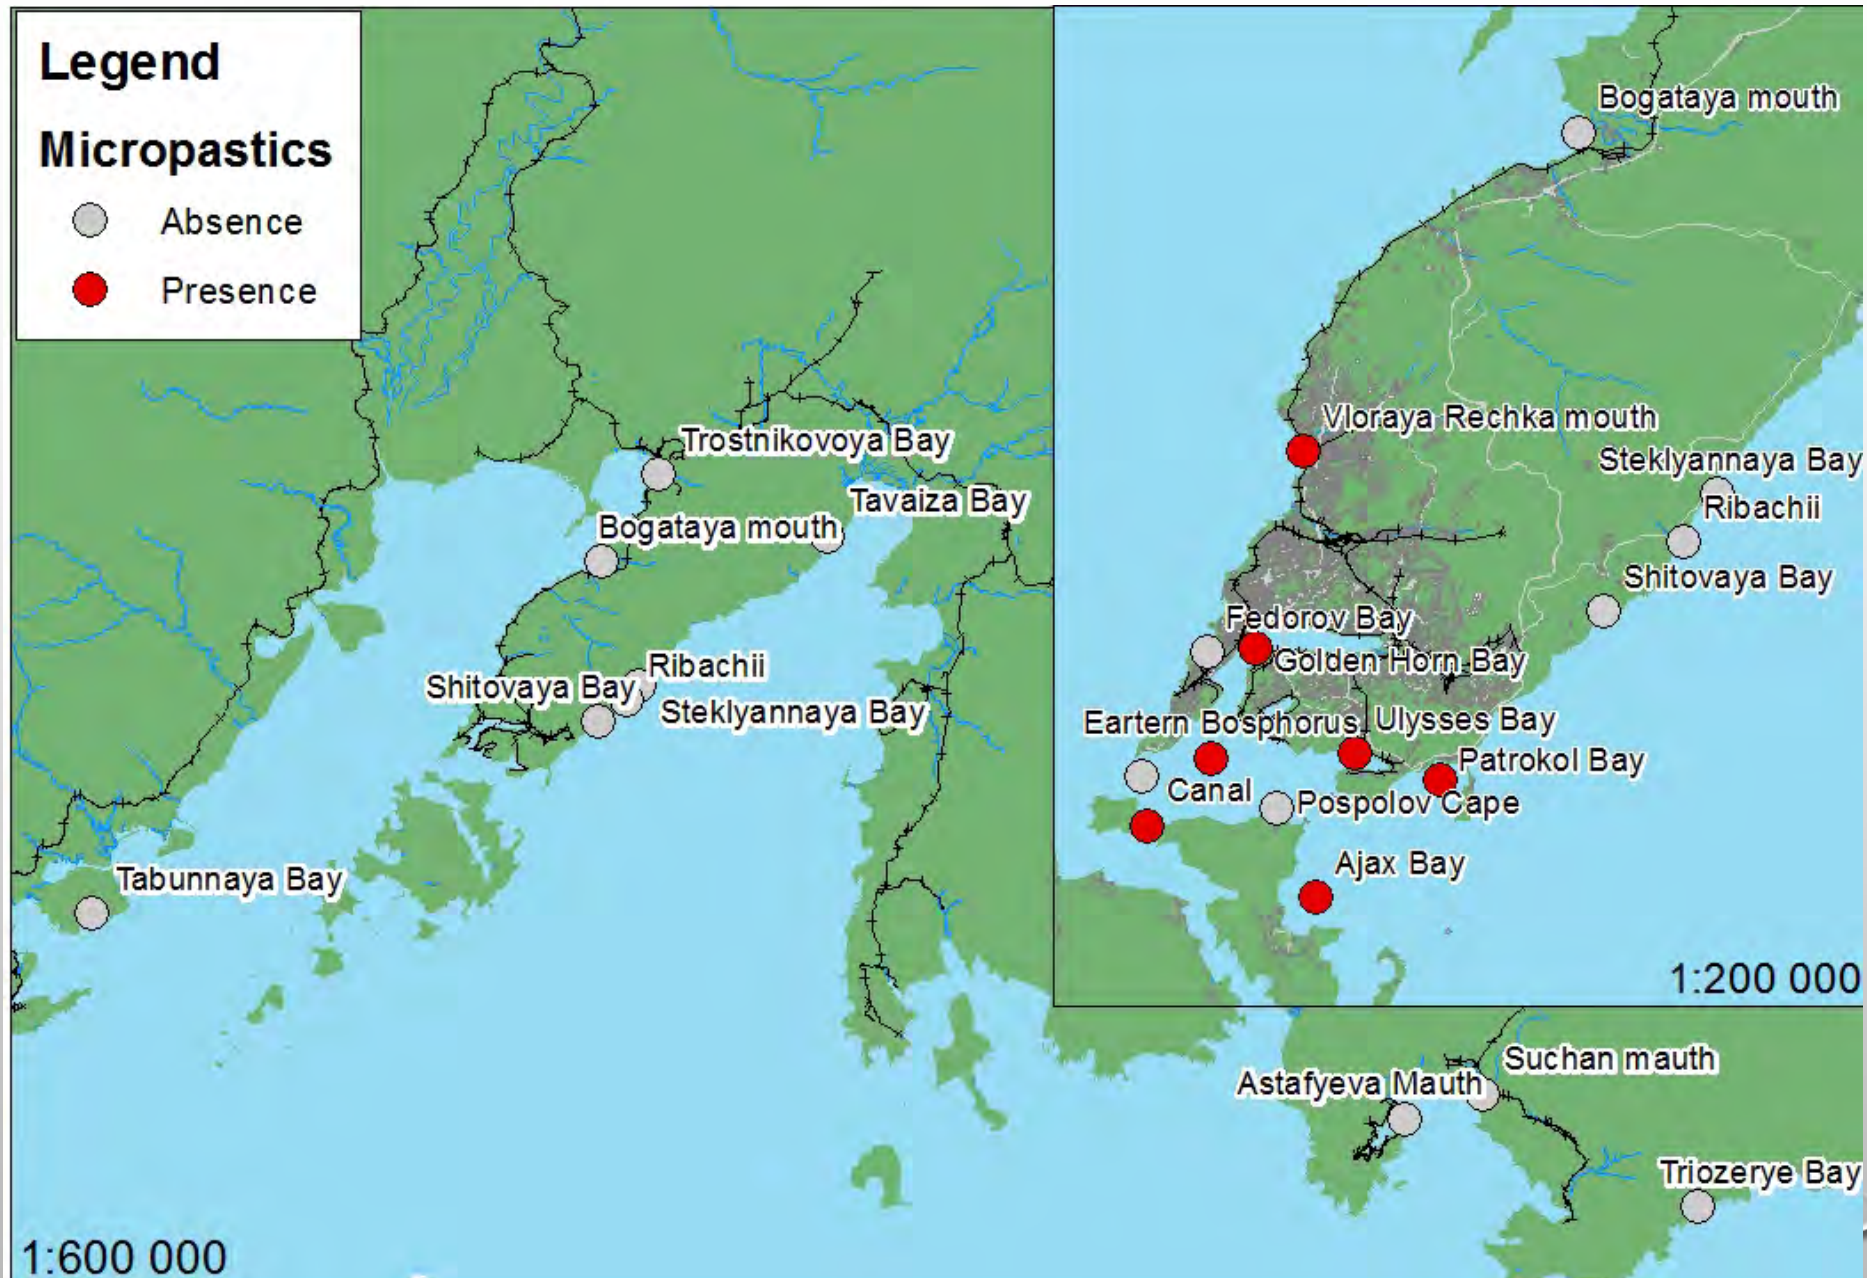 Legend
Micropastics
Absence
Presence
Trostnikovoya Bay
Tavaiza Bay
Bogataya mouth
Ribachii
Shitovaya Bay
Steklyannaya Bay
Tabunnaya Bay
1:600 000
Bogataya mouth
Vloraya Rechka mouth
Steklyannaya Bay
Ribachii
Shitovaya Bay
Fedorov Bay
Golden Horn Bay
Eartern Bosphorus
Ulysses Bay
Patrokol Bay
Canal
Pospolov Cape
Ajax Bay
1:200 000
Suchan mauth
Astafyeva Mauth
Triozerye Bay